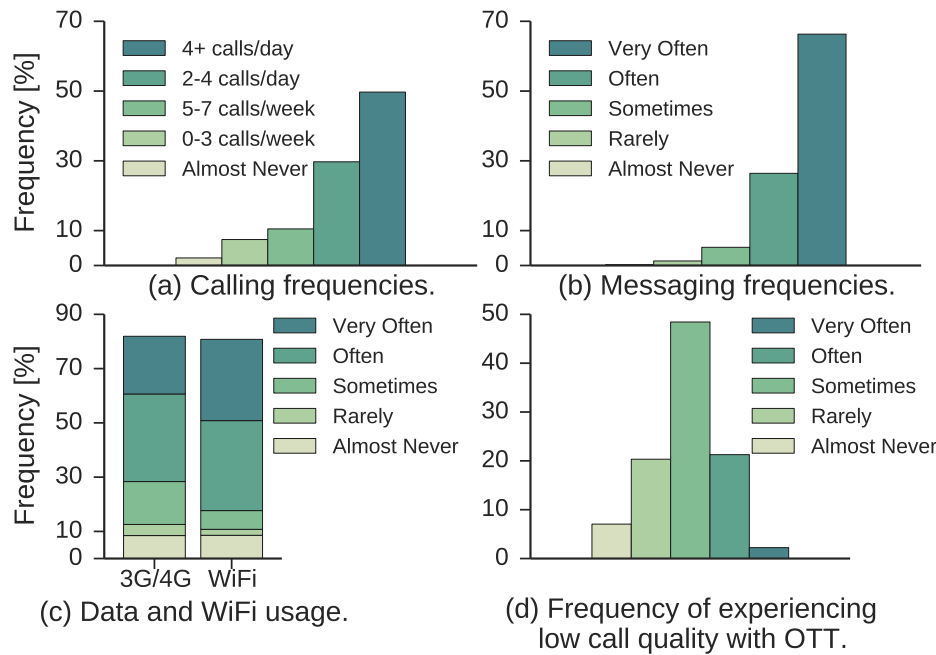 70
50
30
10
0
Frequency [%]
4+ calls/day
2-4 calls/day
5-7 calls/week
0-3 calls/week
Almost Never
(a) Calling frequencies.
70
50
30
10
0
Very Often
Often
Sometimes
Rarely
Almost Never
(b) Messaging frequencies.
90
70
50
30
10
0
Frequency [%]
Very Often
Often
Sometimes
Rarely
Almost Never
3G/4G WiFi
(c) Data and WiFi usage.
50
40
30
20
10
0
Very Often
Often
Sometimes
Rarely
Almost Never
(d) Frequency of experiencing
low call quality with OTT.